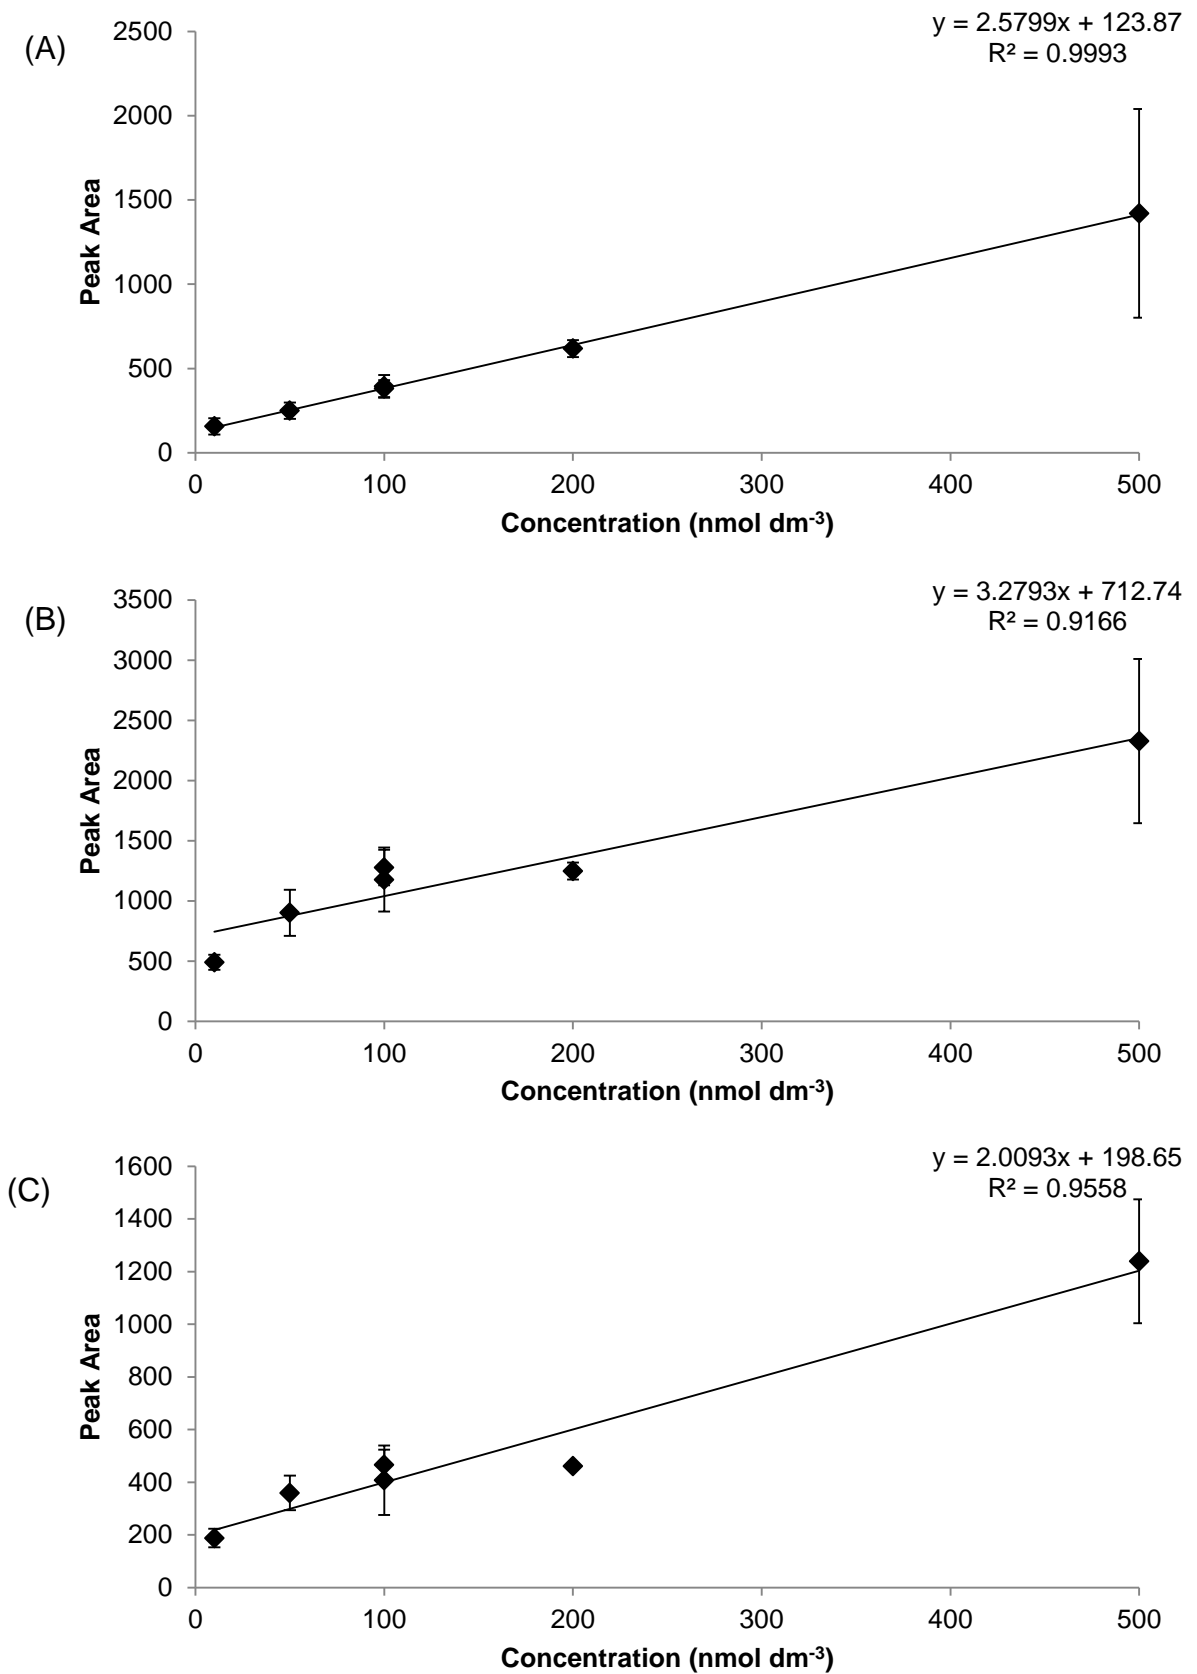 (A)
y = 2.5799x + 123.87
R² = 0.9993
Peak Area
2500
2000
1500
1000
500
0
0 100 200 300 400 500
Concentration (nmol dm⁻³)
(B)
y = 3.2793x + 712.74
R² = 0.9166
Peak Area
3500
3000
2500
2000
1500
1000
500
0
0 100 200 300 400 500
Concentration (nmol dm⁻³)
(C)
y = 2.0093x + 198.65
R² = 0.9558
Peak Area
1600
1400
1200
1000
800
600
400
200
0
0 100 200 300 400 500
Concentration (nmol dm⁻³)